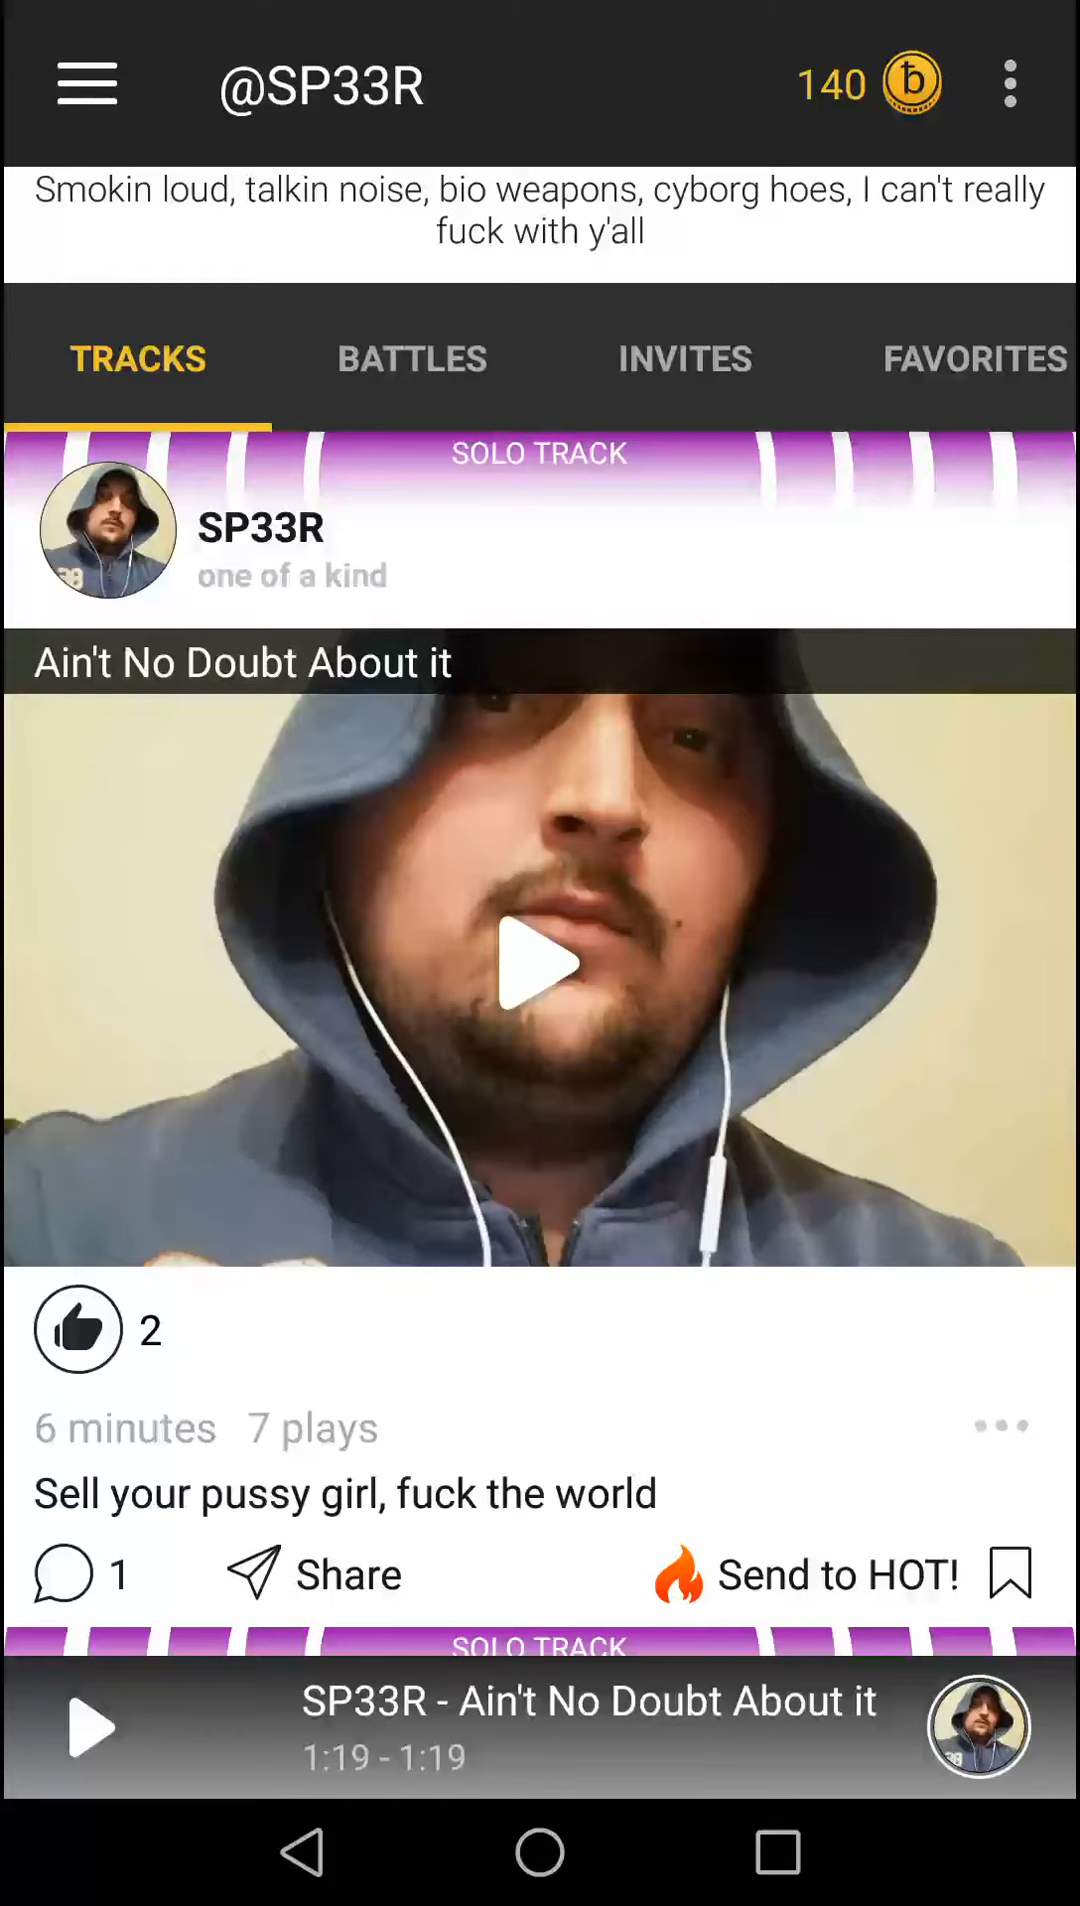 @SP33R
140
Smokin loud, talkin noise, bio weapons, cyborg hoes, I can't really
fuck with y'all
TRACKS BATTLES INVITES FAVORITES
SOLO TRACK
SP33R
one of a kind
38
Ain't No Doubt About it
2
6 minutes 7 plays
Sell your pussy girl, fuck the world
1 Share Send to HOT!
SOLO TRACK
SP33R - Ain't No Doubt About it
1:19 - 1:19
38